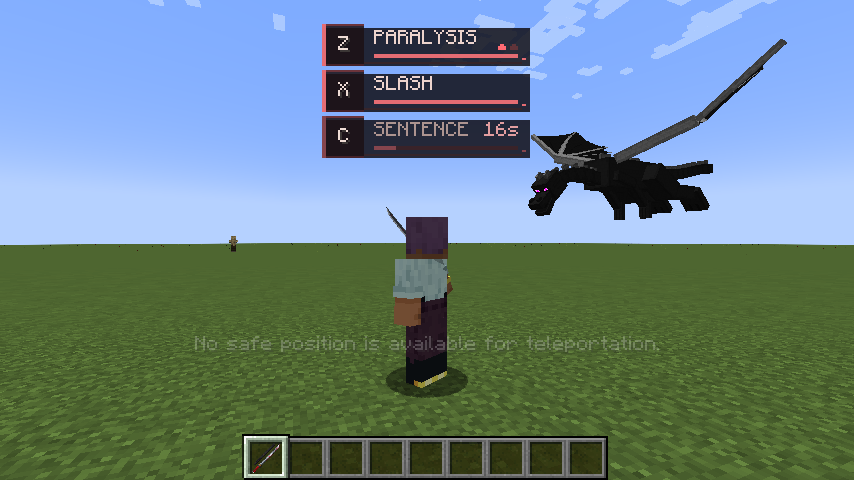 Z PARALYSIS
X SLASH
C SENTENCE 16s
No safe position is available for teleportation.